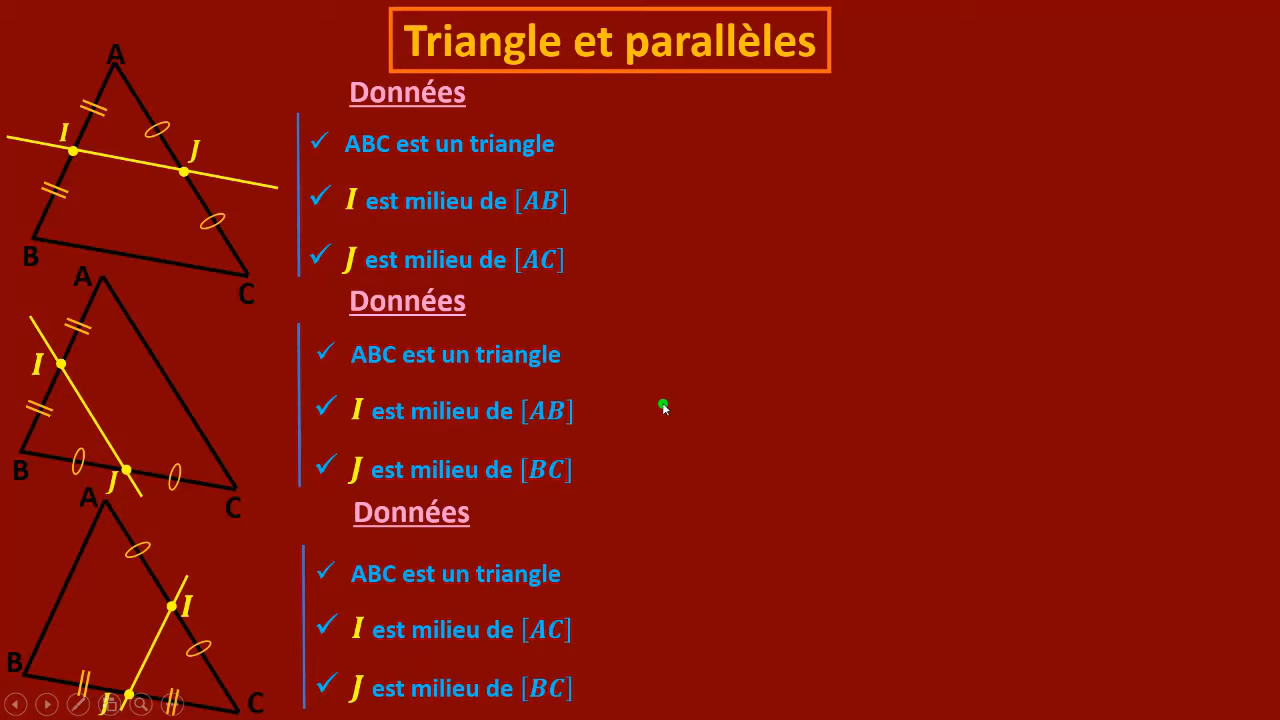 Triangle et parallèles
A
I
J
B
C
Données
ABC est un triangle
I est milieu de [AB]
J est milieu de [AC]
A
I
B
J
C
Données
ABC est un triangle
I est milieu de [AB]
J est milieu de [BC]
A
I
B
J
C
Données
ABC est un triangle
I est milieu de [AC]
J est milieu de [BC]